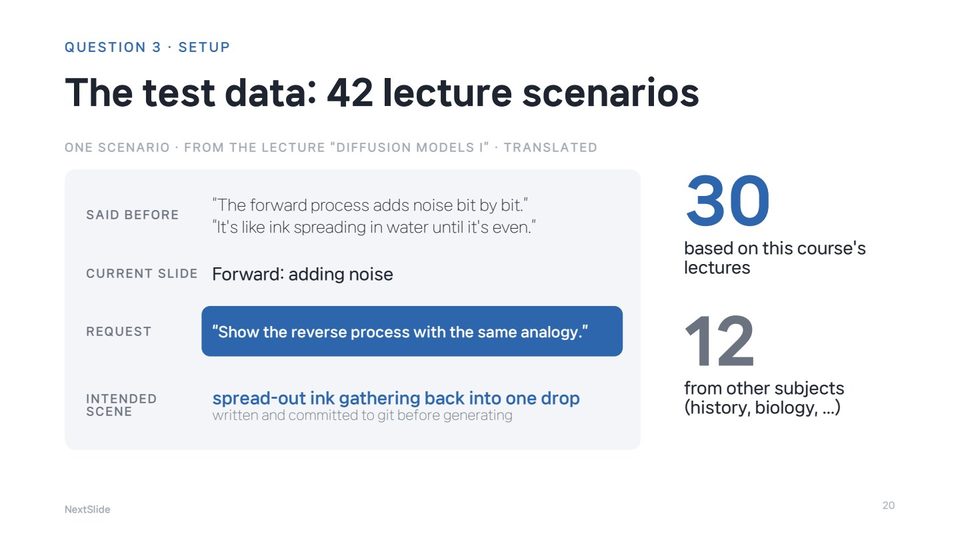 QUESTION 3 · SETUP
The test data: 42 lecture scenarios
ONE SCENARIO · FROM THE LECTURE "DIFFUSION MODELS I" · TRANSLATED
SAID BEFORE
"The forward process adds noise bit by bit."
"It's like ink spreading in water until it's even."
CURRENT SLIDE
Forward: adding noise
REQUEST
"Show the reverse process with the same analogy."
INTENDED
SCENE
spread-out ink gathering back into one drop
written and committed to git before generating
30
based on this course's
lectures
12
from other subjects
(history, biology, ...)
NextSlide
20